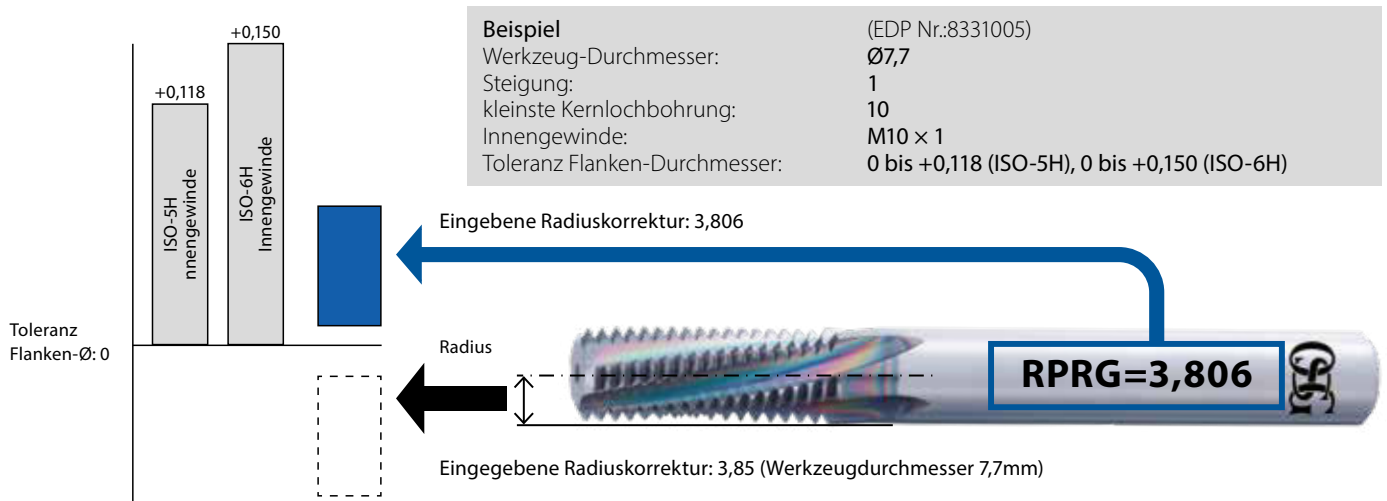 +0,150
+0,118
ISO-5H
nnengewinde
ISO-6H
Innengewinde
Toleranz
Flanken-Ø: 0
Beispiel (EDP Nr.:8331005)
Werkzeug-Durchmesser: Ø7,7
Steigung: 1
kleinste Kernlochbohrung: 10
Innengewinde: M10 × 1
Toleranz Flanken-Durchmesser: 0 bis +0,118 (ISO-5H), 0 bis +0,150 (ISO-6H)
Eingebene Radiuskorrektur: 3,806
Radius
RPRG=3,806
OSG
Eingegebene Radiuskorrektur: 3,85 (Werkzeugdurchmesser 7,7mm)